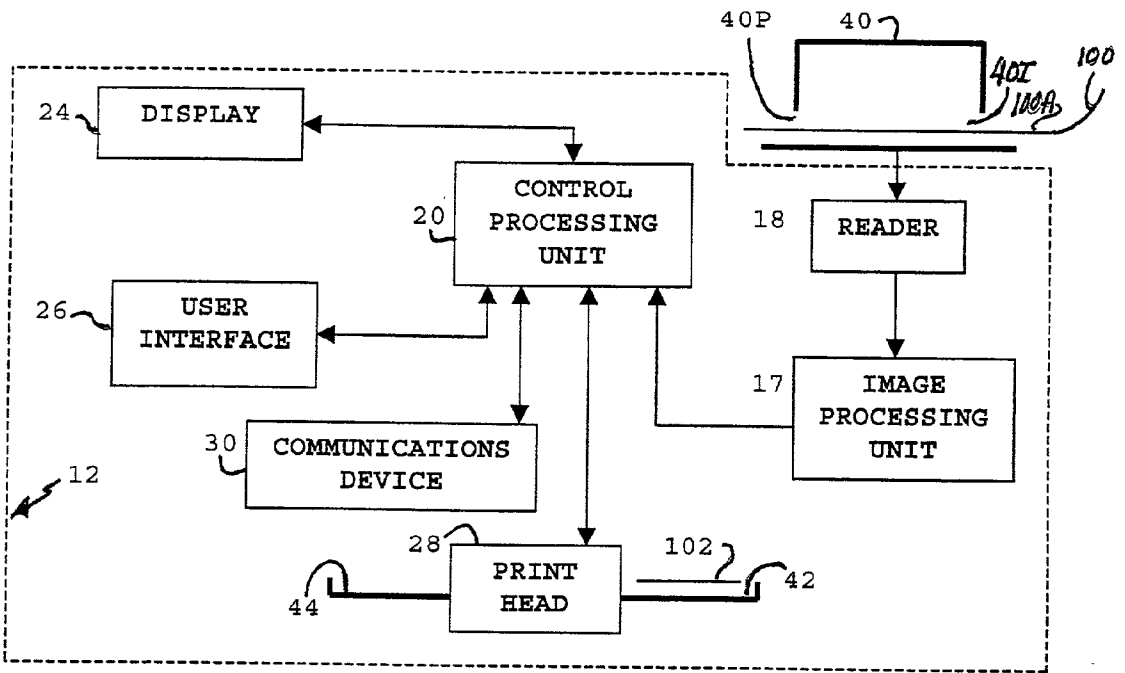 40P
40
40I
100
100A
24
DISPLAY
20
CONTROL
PROCESSING
UNIT
18
READER
26
USER
INTERFACE
17
IMAGE
PROCESSING
UNIT
30
COMMUNICATIONS
DEVICE
12
28
PRINT
HEAD
102
42
44